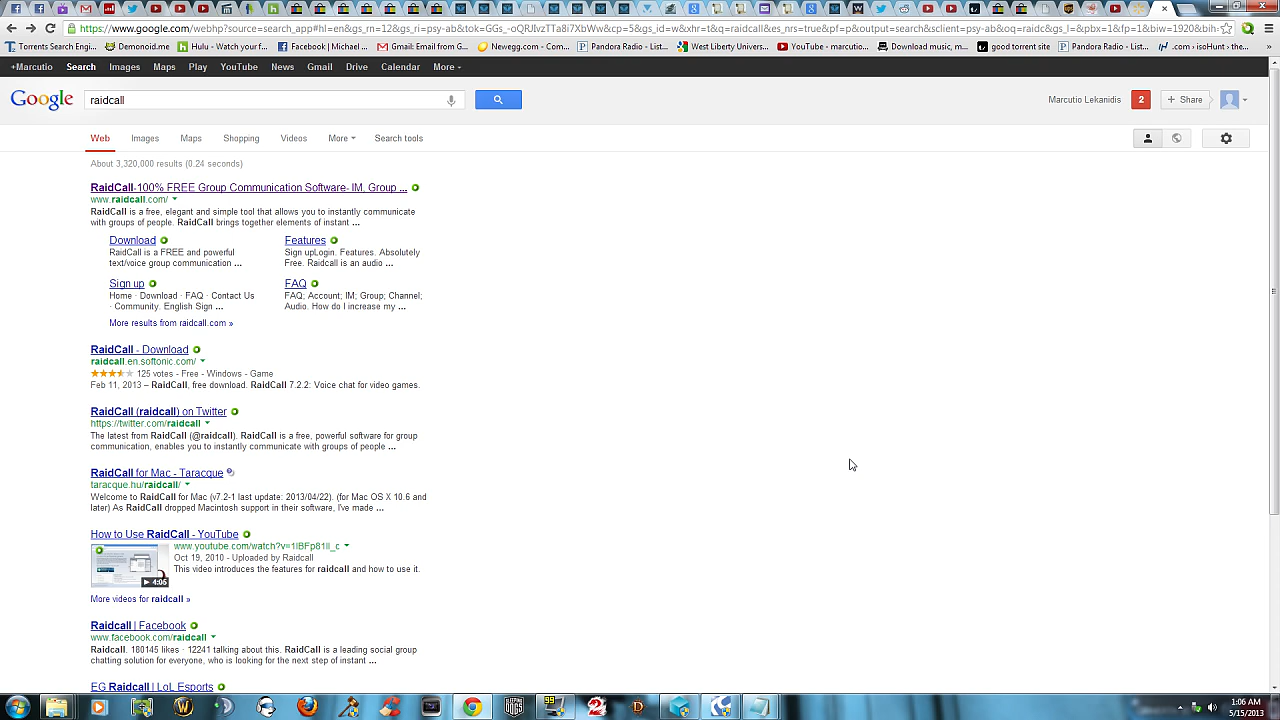 https://www.google.com/webhp?source=search_app#hl=en&gs_rn=12&gs_ri=psy-ab&tok=GGs_-oQRJIvzTTa8i7XbWw&cp=5&gs_id=w&xhr=t&q=raidcall&es_nrs=true&pf=p&output=search&sclient=psy-ab&oq=raidc&gs_l=&pbx=1&fp=1&biw=1920&bih=
Torrents Search Engi...
Demonoid.me
Hulu - Watch your f...
Facebook | Michael...
Gmail: Email from G...
Newegg.com -
Pandora Radio - List...
West Liberty Univer...
YouTube - marcutio...
Download music, m...
good torrent site
Pandora Radio - List...
.: isoHunt - the...
+Marcutio Search Images Maps Play YouTube News Gmail Drive Calendar More
Google
raidcall
Marcutio Lekanidis 2 + Share
Web Images Maps Shopping Videos More Search tools
About 3,320,000 results (0.24 seconds)
RaidCall-100% FREE Group Communication Software- IM, Group ...
www.raidcall.com/
RaidCall is a free, elegant and simple tool that allows you to instantly communicate
with groups of people. RaidCall brings together elements of instant ...
Download
RaidCall is a FREE and powerful
text/voice group communication ...
Features
Sign upLogin. Features. Absolutely
Free. Raidcall is an audio ...
Sign up
Home · Download · FAQ · Contact Us
· Community. English Sign ...
FAQ
FAQ; Account; IM; Group; Channel;
Audio. How do I increase my ...
More results from raidcall.com »
RaidCall - Download
raidcall.en.softonic.com/
125 votes - Free - Windows - Game
Feb 11, 2013 – RaidCall, free download. RaidCall 7.2.2: Voice chat for video games.
RaidCall (raidcall) on Twitter
https://twitter.com/raidcall
The latest from RaidCall (@raidcall). RaidCall is a free, powerful software for group
communication, enables you to instantly communicate with groups of people ...
RaidCall for Mac - Taracque
taracque.hu/raidcall/
Welcome to RaidCall for Mac (v7.2-1 last update: 2013/04/22). (for Mac OS X 10.6 and
later) As RaidCall dropped Macintosh support in their software, I've made ...
How to Use RaidCall - YouTube
www.youtube.com/watch?v=1lBFp81ll_c
Oct 19, 2010 - Uploaded by Raidcall
This video introduces the features for raidcall and how to use it.
4:05
More videos for raidcall »
Raidcall | Facebook
www.facebook.com/raidcall
Raidcall. 180145 likes · 12241 talking about this. RaidCall is a leading social group
chatting solution for everyone, who is looking for the next step of instant ...
EG Raidcall | LoL Esports
1:06 AM
5/15/2013